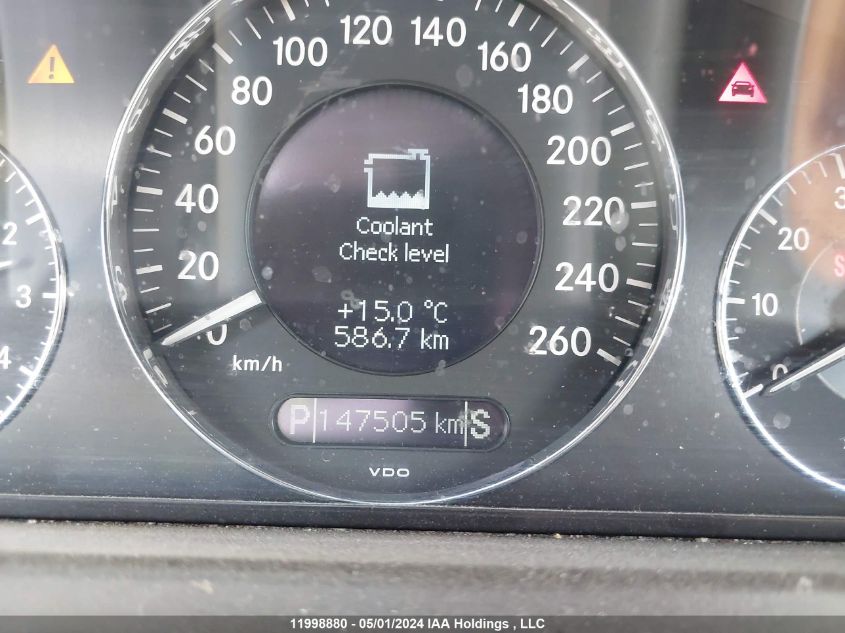 100 120 140 160
80 180
60 200
40 220
20 240
0 260
km/h
Coolant
Check level
+15.0 °C
586.7 km
P 147505 km S
VDO
2
3
4
3
20
10
0
S
11998880 - 05/01/2024 IAA Holdings , LLC